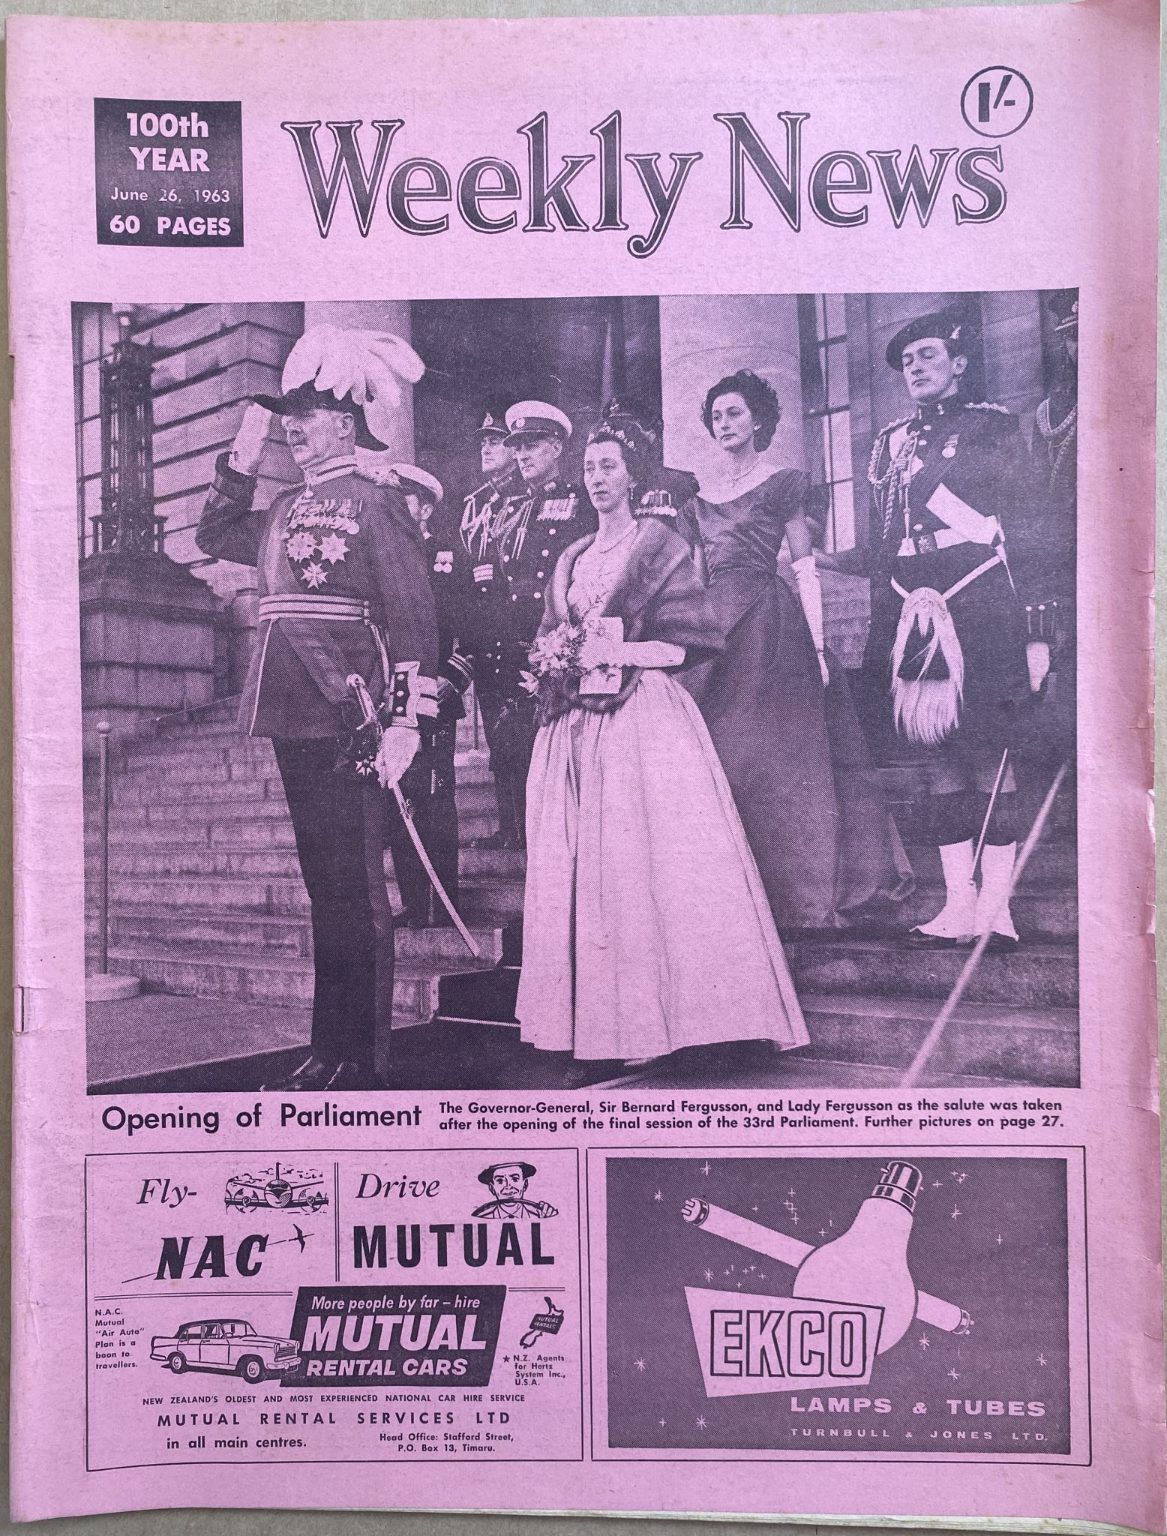 100th
YEAR
June 26, 1963
60 PAGES
Weekly News
1/-
Opening of Parliament
The Governor-General, Sir Bernard Fergusson, and Lady Fergusson as the salute was taken
after the opening of the final session of the 33rd Parliament. Further pictures on page 27.
Fly-
NAC
Drive
MUTUAL
N.A.C.
Mutual
"Air Auto"
Plan is a
boon to
travellers.
More people by far – hire
MUTUAL
RENTAL CARS
MUTUAL
RENTALS
★ N.Z. Agents
for Hertz
System Inc.,
U.S.A.
NEW ZEALAND'S OLDEST AND MOST EXPERIENCED NATIONAL CAR HIRE SERVICE
MUTUAL RENTAL SERVICES LTD
in all main centres.
Head Office: Stafford Street,
P.O. Box 13, Timaru.
EKCO
LAMPS & TUBES
TURNBULL & JONES LTD.